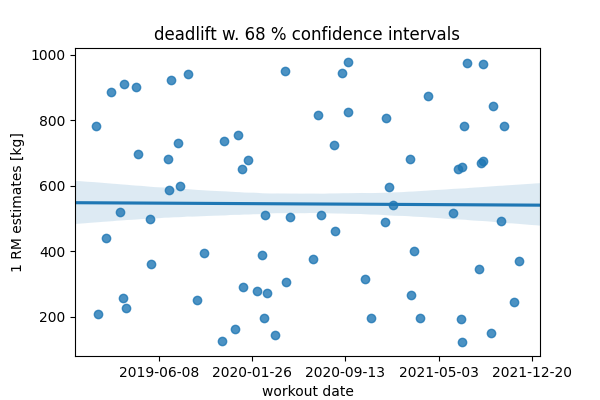 deadlift w. 68 % confidence intervals
1000
800
600
400
200
1 RM estimates [kg]
2019-06-08 2020-01-26 2020-09-13 2021-05-03 2021-12-20
workout date